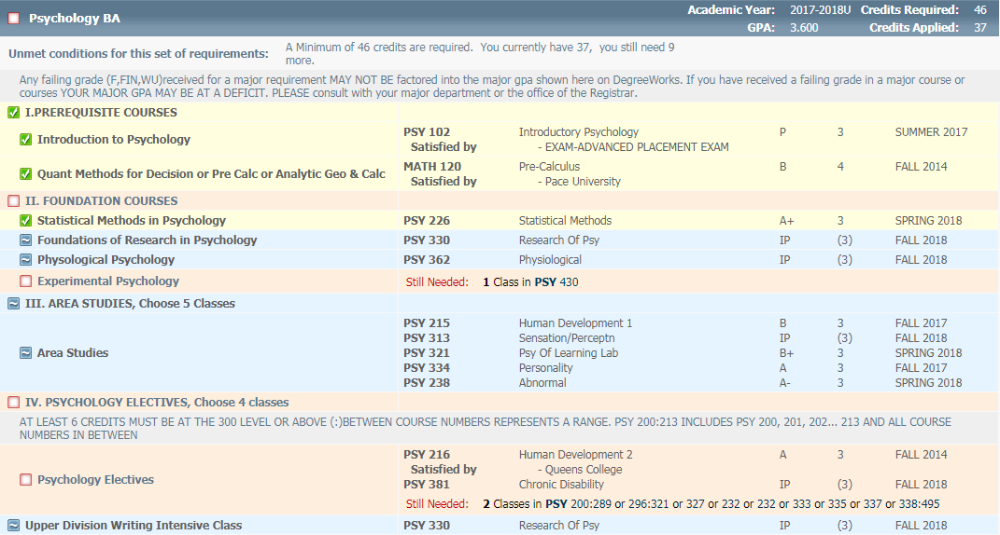 Psychology BA Academic Year: 2017-2018U Credits Required: 46
GPA: 3.600 Credits Applied: 37
Unmet conditions for this set of requirements: A Minimum of 46 credits are required. You currently have 37, you still need 9
more.
Any failing grade (F,FIN,WU)received for a major requirement MAY NOT BE factored into the major gpa shown here on DegreeWorks. If you have received a failing grade in a major course or
courses YOUR MAJOR GPA MAY BE AT A DEFICIT. PLEASE consult with your major department or the office of the Registrar.
I.PREREQUISITE COURSES
Introduction to Psychology PSY 102 Introductory Psychology P 3 SUMMER 2017
Satisfied by - EXAM-ADVANCED PLACEMENT EXAM
Quant Methods for Decision or Pre Calc or Analytic Geo & Calc MATH 120 Pre-Calculus B 4 FALL 2014
Satisfied by - Pace University
II. FOUNDATION COURSES
Statistical Methods in Psychology PSY 226 Statistical Methods A+ 3 SPRING 2018
Foundations of Research in Psychology PSY 330 Research Of Psy IP (3) FALL 2018
Physological Psychology PSY 362 Physiological IP (3) FALL 2018
Experimental Psychology Still Needed: 1 Class in PSY 430
III. AREA STUDIES, Choose 5 Classes
Area Studies PSY 215 Human Development 1 B 3 FALL 2017
PSY 313 Sensation/Perceptn IP (3) FALL 2018
PSY 321 Psy Of Learning Lab B+ 3 SPRING 2018
PSY 334 Personality A 3 FALL 2017
PSY 238 Abnormal A- 3 SPRING 2018
IV. PSYCHOLOGY ELECTIVES, Choose 4 classes
AT LEAST 6 CREDITS MUST BE AT THE 300 LEVEL OR ABOVE (:)BETWEEN COURSE NUMBERS REPRESENTS A RANGE. PSY 200:213 INCLUDES PSY 200, 201, 202... 213 AND ALL COURSE
NUMBERS IN BETWEEN
Psychology Electives PSY 216 Human Development 2 A 3 FALL 2014
Satisfied by - Queens College
PSY 381 Chronic Disability IP (3) FALL 2018
Still Needed: 2 Classes in PSY 200:289 or 296:321 or 327 or 232 or 232 or 333 or 335 or 337 or 338:495
Upper Division Writing Intensive Class PSY 330 Research Of Psy IP (3) FALL 2018